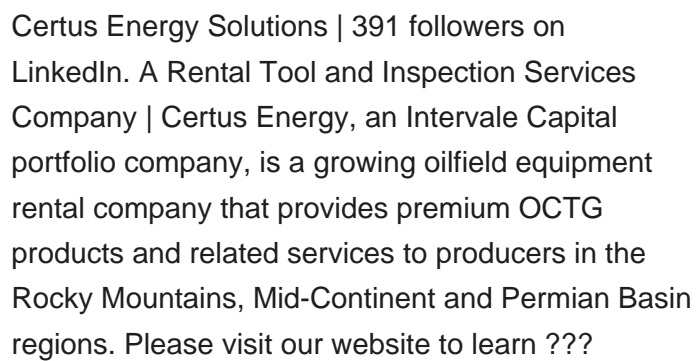 Certus Energy Solutions | 391 followers on
LinkedIn. A Rental Tool and Inspection Services
Company | Certus Energy, an Intervale Capital
portfolio company, is a growing oilfield equipment
rental company that provides premium OCTG
products and related services to producers in the
Rocky Mountains, Mid-Continent and Permian Basin
regions. Please visit our website to learn ???